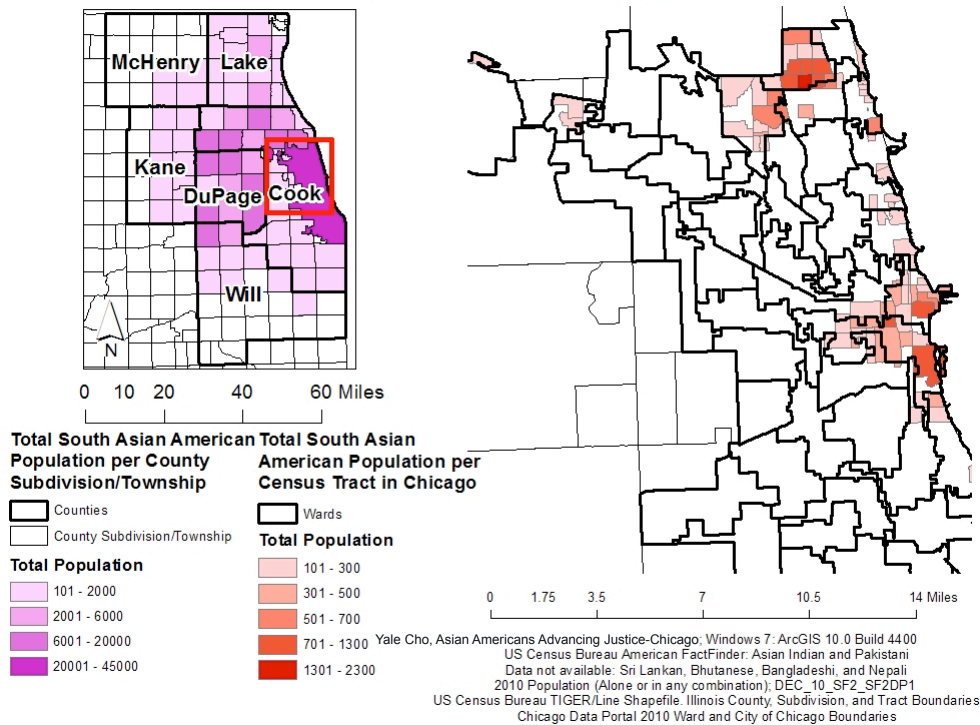 McHenry
Lake
Kane
DuPage
Cook
Will
N
0 10 20 40 60 Miles
Total South Asian American
Population per County
Subdivision/Township
Counties
County Subdivision/Township
Total Population
101 - 2000
2001 - 6000
6001 - 20000
20001 - 45000
Total South Asian
American Population per
Census Tract in Chicago
Wards
Total Population
101 - 300
301 - 500
501 - 700
701 - 1300
1301 - 2300
0 1.75 3.5 7 10.5 14 Miles
Yale Cho, Asian Americans Advancing Justice-Chicago; Windows 7: ArcGIS 10.0 Build 4400
US Census Bureau American FactFinder: Asian Indian and Pakistani
Data not available: Sri Lankan, Bhutanese, Bangladeshi, and Nepali
2010 Population (Alone or in any combination); DEC_10_SF2_SF2DP1
US Census Bureau TIGER/Line Shapefile. Illinois County, Subdivision, and Tract Boundaries
Chicago Data Portal 2010 Ward and City of Chicago Boundaries